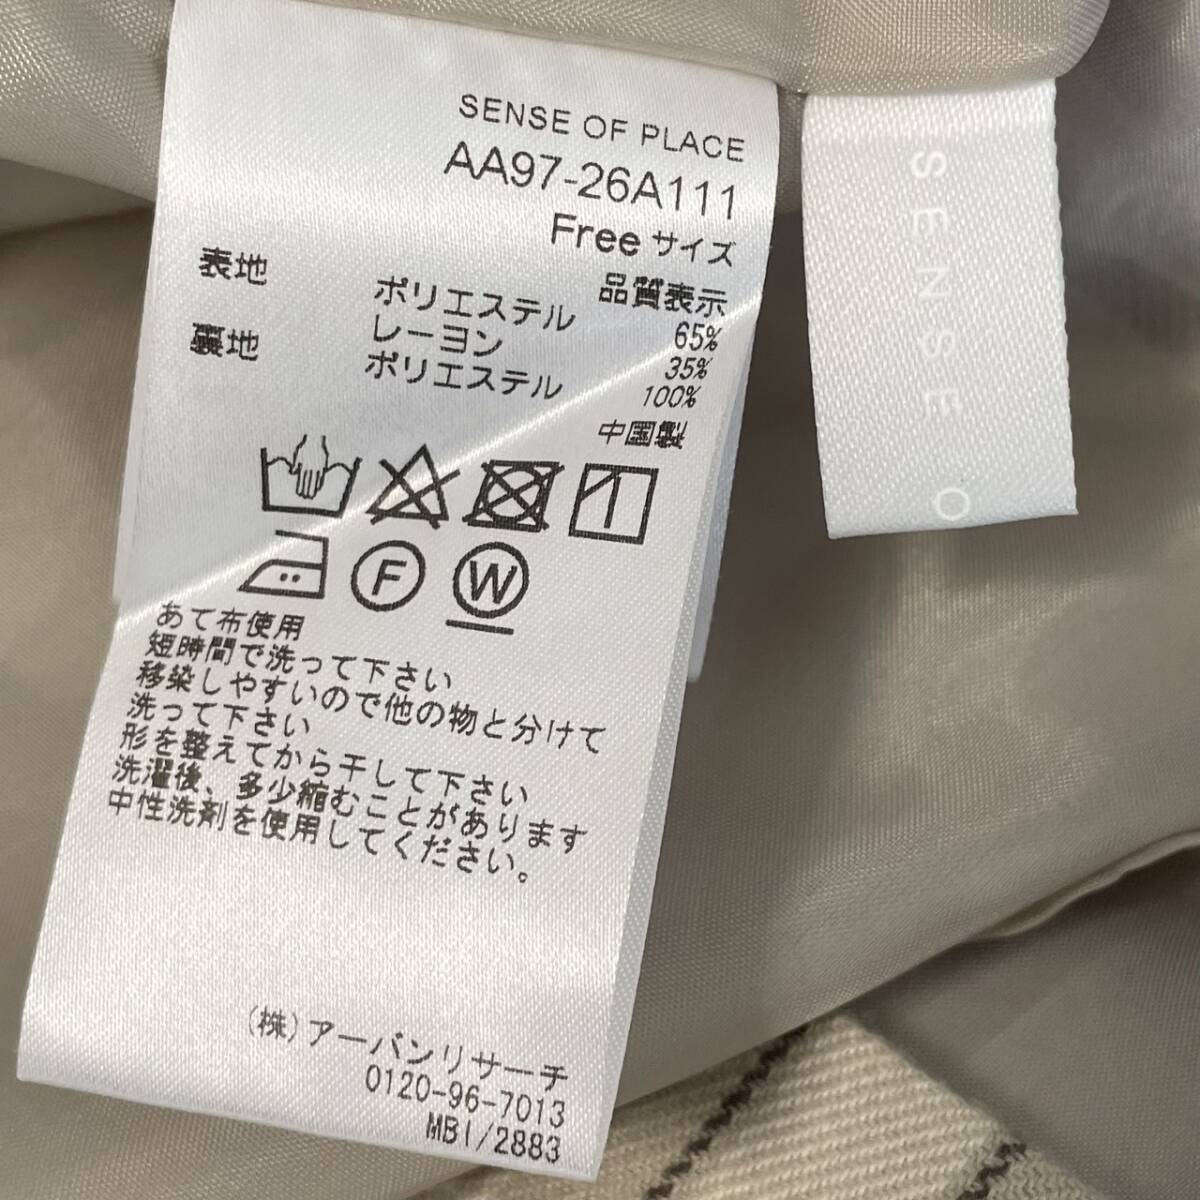 SENSE OF PLACE
AA97-26A111
Free サイズ
品質表示
表地 ポリエステル 65%
レーヨン 35%
裏地 ポリエステル 100%
中国製
F W
あて布使用
短時間で洗って下さい
移染しやすいので他の物と分けて
洗って下さい
形を整えてから干して下さい
洗濯後、多少縮むことがあります
中性洗剤を使用してください。
(株)アーバンリサーチ
0120-96-7013
MBI/2883
SENSE O